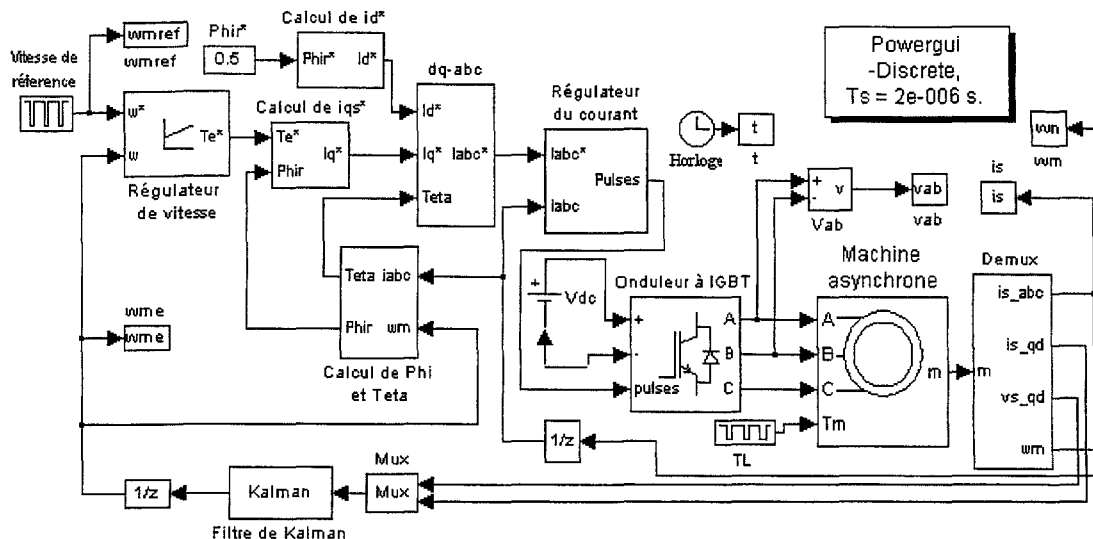 Vitesse de
réference
wmref
wmref
Phir*
0.5
Calcul de id*
Phir*
Id*
dq-abc
Id*
Iq*
Iabc*
Teta
w*
w
Te*
Régulateur
de vitesse
Calcul de iqs*
Te*
Iq*
Phir
Régulateur
du courant
Iabc*
Pulses
Iabc
Horloge
t
t
Powergui
-Discrete,
Ts = 2e-006 s.
wn
wm
is
is
+
-
v
Vab
vab
vab
wme
wme
Teta
iabc
Phir
wm
Calcul de Phi
et Teta
+
Vdc
Onduleur à IGBT
+
-
pulses
A
B
C
Machine
asynchrone
A
B
C
Tm
m
TL
Demux
m
is_abc
is_qd
vs_qd
wm
1/z
1/z
Kalman
Filtre de Kalman
Mux
Mux